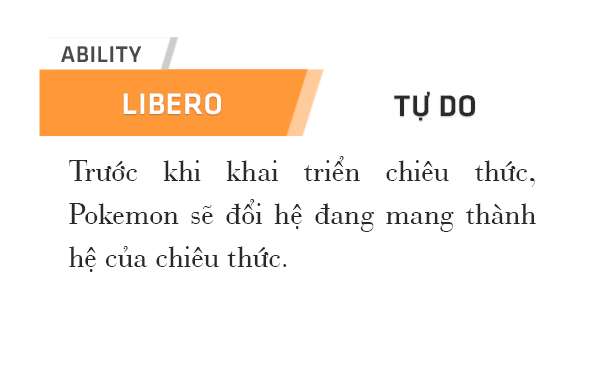 ABILITY
LIBERO
TỰ DO
Trước khi khai triển chiêu thức,
Pokemon sẽ đổi hệ đang mang thành
hệ của chiêu thức.